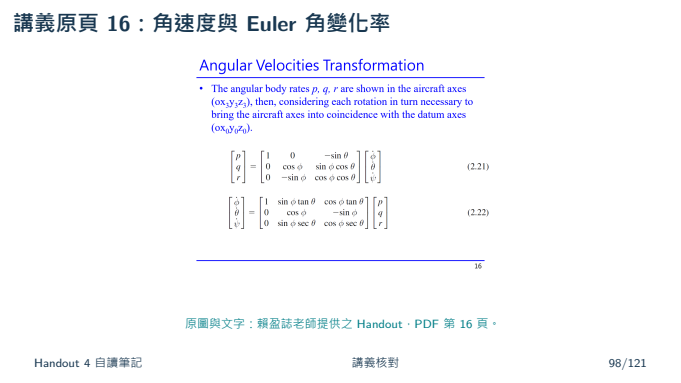 講義原頁 16：角速度與 Euler 角變化率
Angular Velocities Transformation
• The angular body rates p, q, r are shown in the aircraft axes
(ox₃y₃z₃), then, considering each rotation in turn necessary to
bring the aircraft axes into coincidence with the datum axes
(ox₀y₀z₀).
[p q r] = [1 0 −sin θ; 0 cos ϕ sin ϕ cos θ; 0 −sin ϕ cos ϕ cos θ] [ϕ̇ θ̇ ψ̇] (2.21)
[ϕ̇ θ̇ ψ̇] = [1 sin ϕ tan θ cos ϕ tan θ; 0 cos ϕ −sin ϕ; 0 sin ϕ sec θ cos ϕ sec θ] [p q r] (2.22)
16
原圖與文字：賴盈誌老師提供之 Handout，PDF 第 16 頁。
Handout 4 自讀筆記 講義核對 98/121